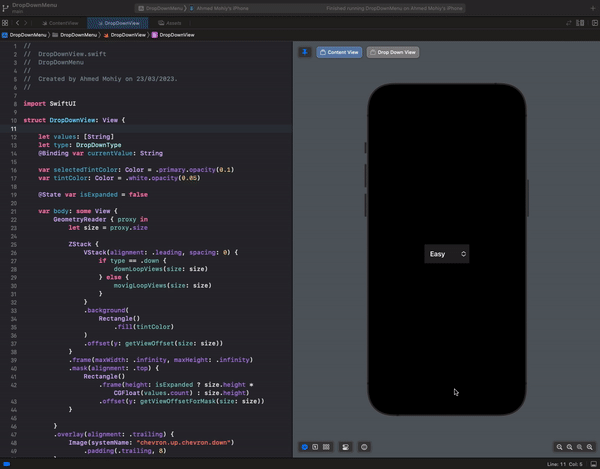 DropDownMenu
main
DropDownMenu
Ahmed Mohiy's iPhone
Finished running DropDownMenu on Ahmed Mohiy's iPhone
ContentView
DropDownView
Assets
DropDownMenu
DropDownMenu
DropDownView
DropDownView
1 //
2 // DropDownView.swift
3 // DropDownMenu
4 //
5 // Created by Ahmed Mohiy on 23/03/2023.
6 //
7
8 import SwiftUI
9
10 struct DropDownView: View {
11
12 let values: [String]
13 let type: DropDownType
14 @Binding var currentValue: String
15
16 var selectedTintColor: Color = .primary.opacity(0.1)
17 var tintColor: Color = .white.opacity(0.05)
18
19 @State var isExpanded = false
20
21 var body: some View {
22 GeometryReader { proxy in
23 let size = proxy.size
24
25 ZStack {
26 VStack(alignment: .leading, spacing: 0) {
27 if type == .down {
28 downLoopViews(size: size)
29 } else {
30 movigLoopViews(size: size)
31 }
32 }
33 .background(
34 Rectangle()
35 .fill(tintColor)
36 )
37 .offset(y: getViewOffset(size: size))
38 }
39 .frame(maxWidth: .infinity, maxHeight: .infinity)
40 .mask(alignment: .top) {
41 Rectangle()
42 .frame(height: isExpanded ? size.height *
CGFloat(values.count) : size.height)
43 .offset(y: getViewOffsetForMask(size: size))
44 }
45
46 }
47 .overlay(alignment: .trailing) {
48 Image(systemName: "chevron.up.chevron.down")
49 .padding(.trailing, 8)
Content View
Drop Down View
Easy
Line: 11 Col: 5